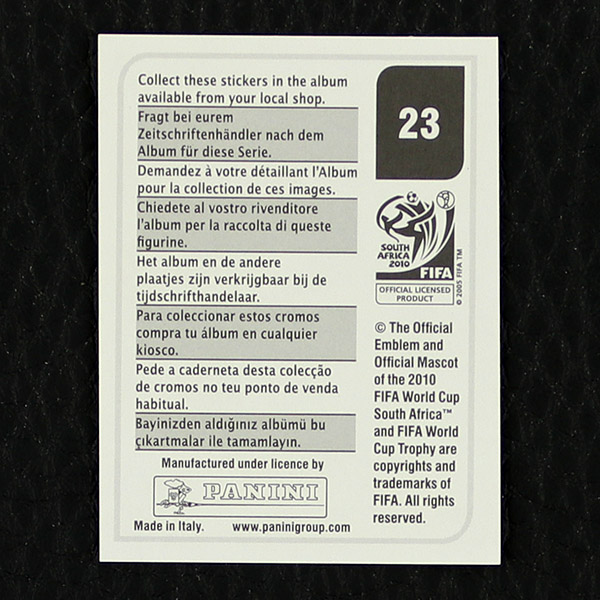 Collect these stickers in the album
available from your local shop.
Fragt bei eurem
Zeitschriftenhändler nach dem
Album für diese Serie.
Demandez à votre détaillant l'Album
pour la collection de ces images.
Chiedete al vostro rivenditore
l'album per la raccolta di queste
figurine.
Het album en de andere
plaatjes zijn verkrijgbaar bij de
tijdschrifthandelaar.
Para coleccionar estos cromos
compra tu álbum en cualquier
kiosco.
Pede a caderneta desta colecção
de cromos no teu ponto de venda
habitual.
Bayinizden aldığınız albümü bu
çıkartmalar ile tamamlayın.
Manufactured under licence by
PANINI
Made in Italy. www.paninigroup.com
23
SOUTH
AFRICA
2010
FIFA
© 2005 FIFA TM
OFFICIAL LICENSED
PRODUCT
© The Official
Emblem and
Official Mascot
of the 2010
FIFA World Cup
South Africa™
and FIFA World
Cup Trophy are
copyrights and
trademarks of
FIFA. All rights
reserved.